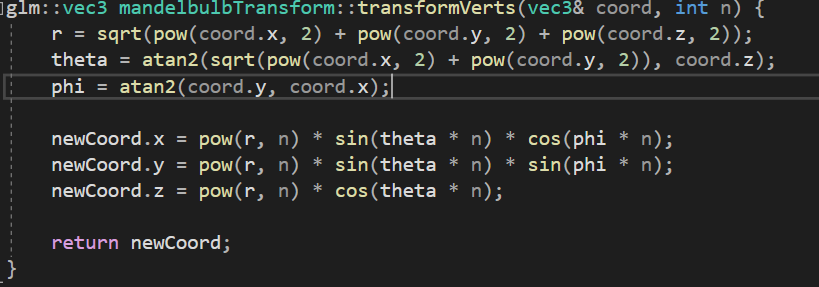 glm::vec3 mandelbulbTransform::transformVerts(vec3& coord, int n) {
r = sqrt(pow(coord.x, 2) + pow(coord.y, 2) + pow(coord.z, 2));
theta = atan2(sqrt(pow(coord.x, 2) + pow(coord.y, 2)), coord.z);
phi = atan2(coord.y, coord.x);
newCoord.x = pow(r, n) * sin(theta * n) * cos(phi * n);
newCoord.y = pow(r, n) * sin(theta * n) * sin(phi * n);
newCoord.z = pow(r, n) * cos(theta * n);
return newCoord;
}